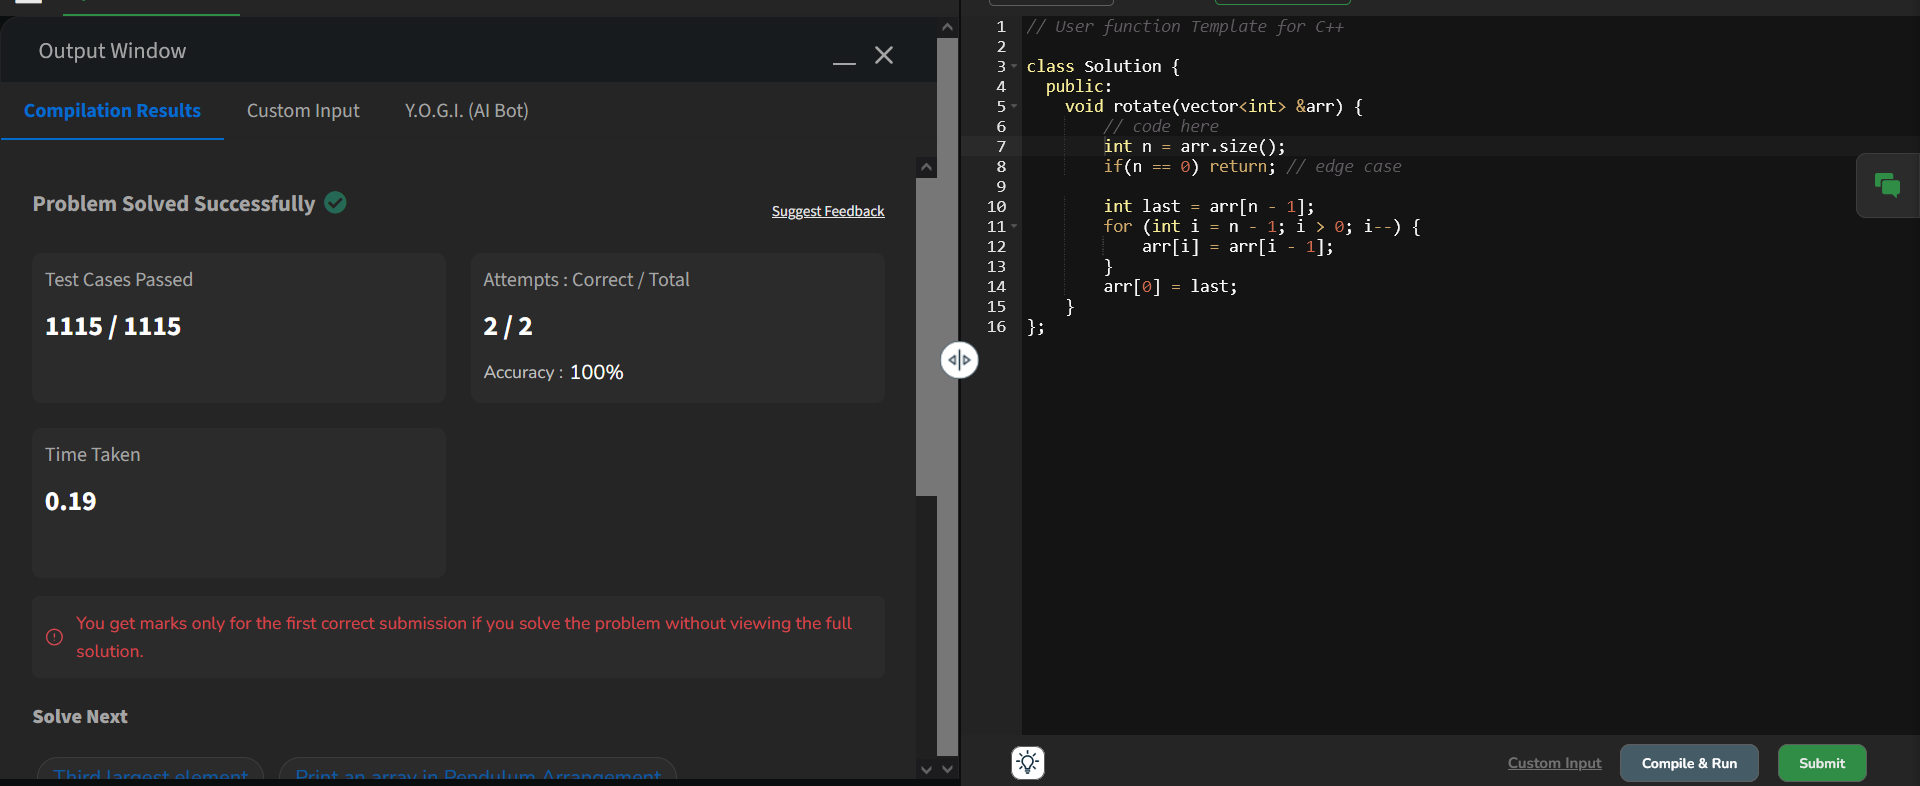 Output Window
Compilation Results
Custom Input
Y.O.G.I. (AI Bot)
Problem Solved Successfully
Suggest Feedback
Test Cases Passed
1115 / 1115
Attempts : Correct / Total
2 / 2
Accuracy : 100%
Time Taken
0.19
You get marks only for the first correct submission if you solve the problem without viewing the full
solution.
Solve Next
Third largest element
Print an array in Pendulum Arrangement
1 // User function Template for C++
2
3 class Solution {
4   public:
5     void rotate(vector<int> &arr) {
6         // code here
7         int n = arr.size();
8         if(n == 0) return; // edge case
9
10         int last = arr[n - 1];
11         for (int i = n - 1; i > 0; i--) {
12             arr[i] = arr[i - 1];
13         }
14         arr[0] = last;
15     }
16 };
Custom Input
Compile & Run
Submit